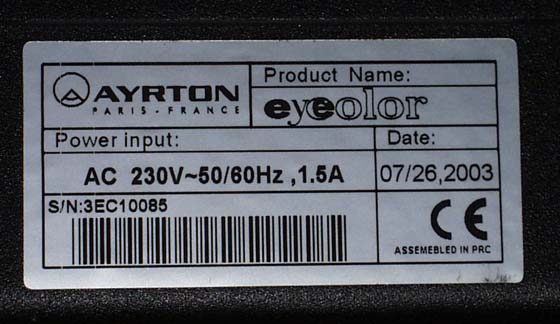 AYRTON
PARIS - FRANCE
Product Name:
eyeolor
Power input:
AC 230V~50/60Hz ,1.5A
Date:
07/26,2003
S/N:3EC10085
CE
ASSEMEBLED IN PRC